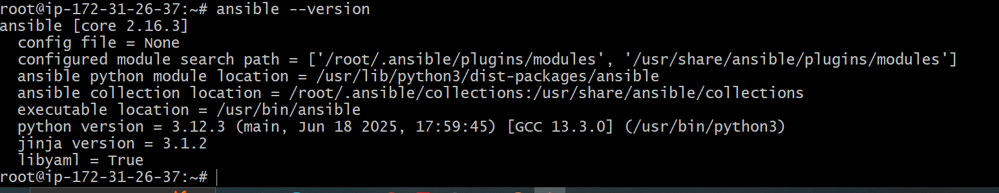 root@ip-172-31-26-37:~# ansible --version
ansible [core 2.16.3]
  config file = None
  configured module search path = ['/root/.ansible/plugins/modules', '/usr/share/ansible/plugins/modules']
  ansible python module location = /usr/lib/python3/dist-packages/ansible
  ansible collection location = /root/.ansible/collections:/usr/share/ansible/collections
  executable location = /usr/bin/ansible
  python version = 3.12.3 (main, Jun 18 2025, 17:59:45) [GCC 13.3.0] (/usr/bin/python3)
  jinja version = 3.1.2
  libyaml = True
root@ip-172-31-26-37:~#